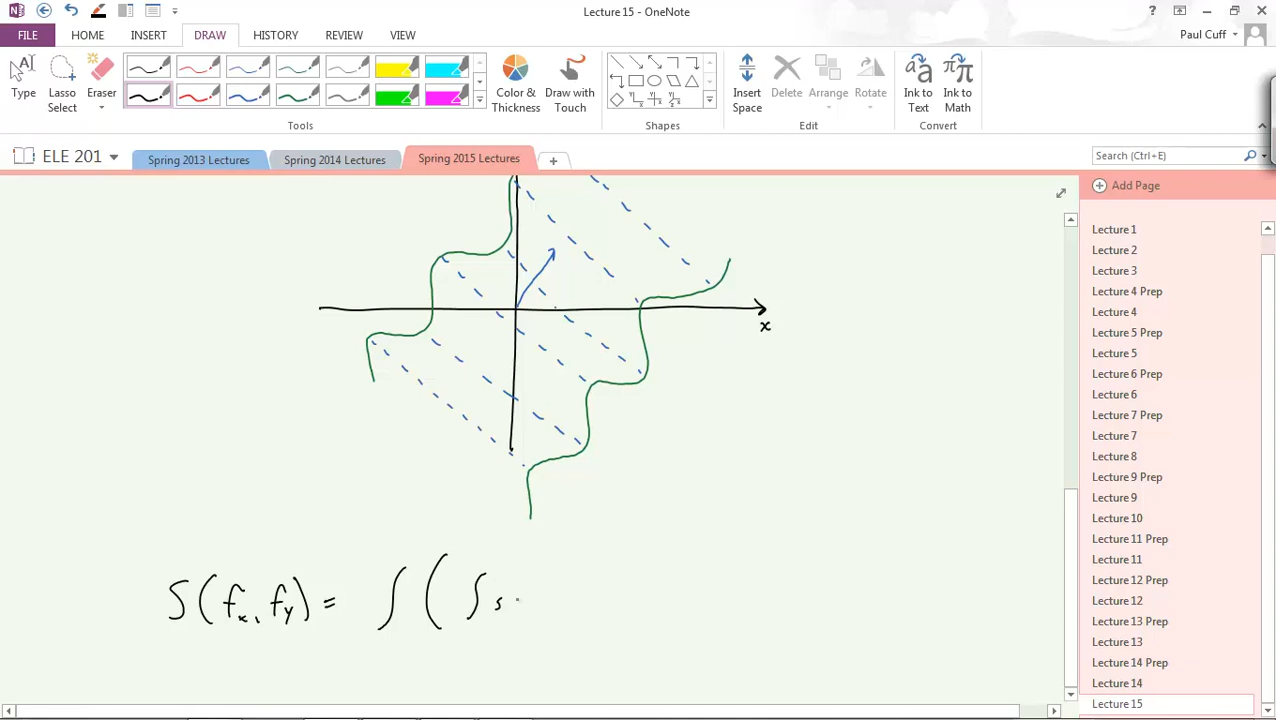 Lecture 15 - OneNote
FILE HOME INSERT DRAW HISTORY REVIEW VIEW Paul Cuff
Type Lasso Select Eraser Color & Thickness Draw with Touch Insert Space Delete Arrange Rotate Ink to Text Ink to Math
Tools Shapes Edit Convert
ELE 201 Spring 2013 Lectures Spring 2014 Lectures Spring 2015 Lectures Search (Ctrl+E)
Add Page
Lecture 1
Lecture 2
Lecture 3
Lecture 4 Prep
Lecture 4
Lecture 5 Prep
Lecture 5
Lecture 6 Prep
Lecture 6
Lecture 7 Prep
Lecture 7
Lecture 8
Lecture 9 Prep
Lecture 9
Lecture 10
Lecture 11 Prep
Lecture 11
Lecture 12 Prep
Lecture 12
Lecture 13 Prep
Lecture 13
Lecture 14 Prep
Lecture 14
Lecture 15
x
S(f_x, f_y) = ∫ ( ∫ s